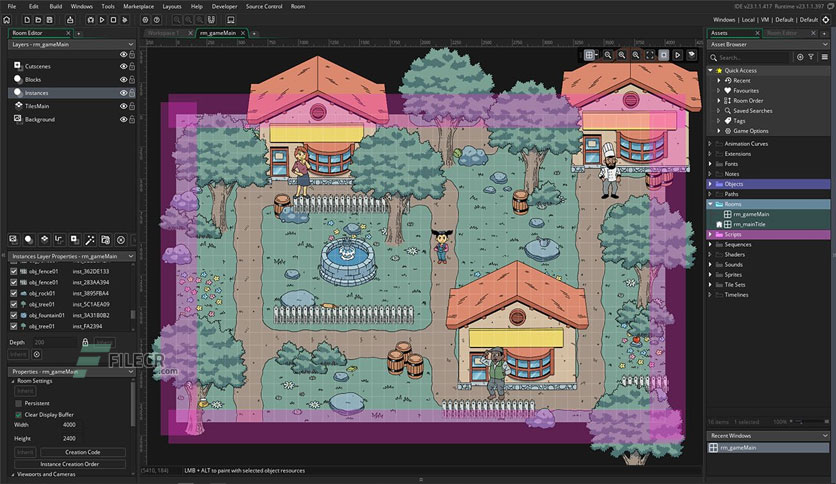 File Edit Build Windows Tools Marketplace Layouts Help Developer Source Control Room
IDE v23.1.1.417 Runtime v23.1.1.397
Windows | Local | VM | Default | Default
Room Editor
Workspace 1
rm_gameMain
Layers - rm_gameMain
Cutscenes
Blocks
Instances
TilesMain
Background
Instances Layer Properties - rm_gameMain
obj_fence01 inst_362DE133
obj_fence01 inst_283AA394
obj_rock01 inst_3895FBA4
obj_tree01 inst_5C1AEA09
obj_fountain01 inst_3A31B0B2
obj_tree01 inst_FA2394
Depth 200 Inherit
Inherit
FILECR
.com
Properties - rm_gameMain
Room Settings
Inherit
Persistent
Clear Display Buffer
Width 4000
Height 2400
Inherit Creation Code
Instance Creation Order
Viewports and Cameras
(5410, 184) LMB + ALT to paint with selected object resources
Assets
Room Editor
Asset Browser
Search...
Quick Access
Recent
Favourites
Room Order
Saved Searches
Tags
Game Options
Animation Curves
Extensions
Fonts
Notes
Objects
Paths
Rooms
rm_gameMain
rm_mainTitle
Scripts
Sequences
Shaders
Sounds
Sprites
Tile Sets
Timelines
16 items 1 selected 100%
Recent Windows
rm_gameMain